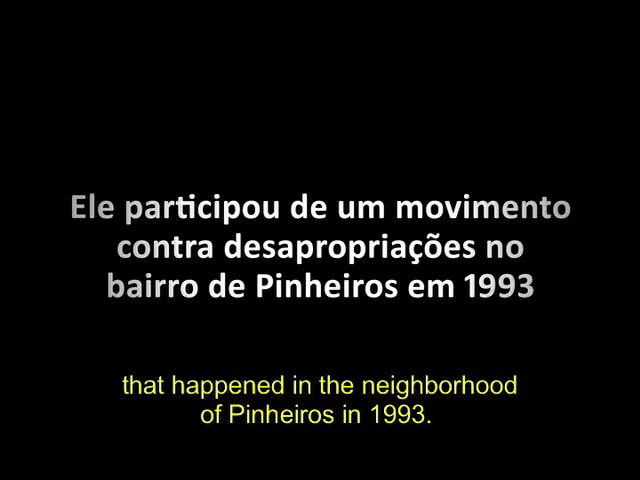 Ele participou de um movimento
contra desapropriações no
bairro de Pinheiros em 1993
that happened in the neighborhood
of Pinheiros in 1993.